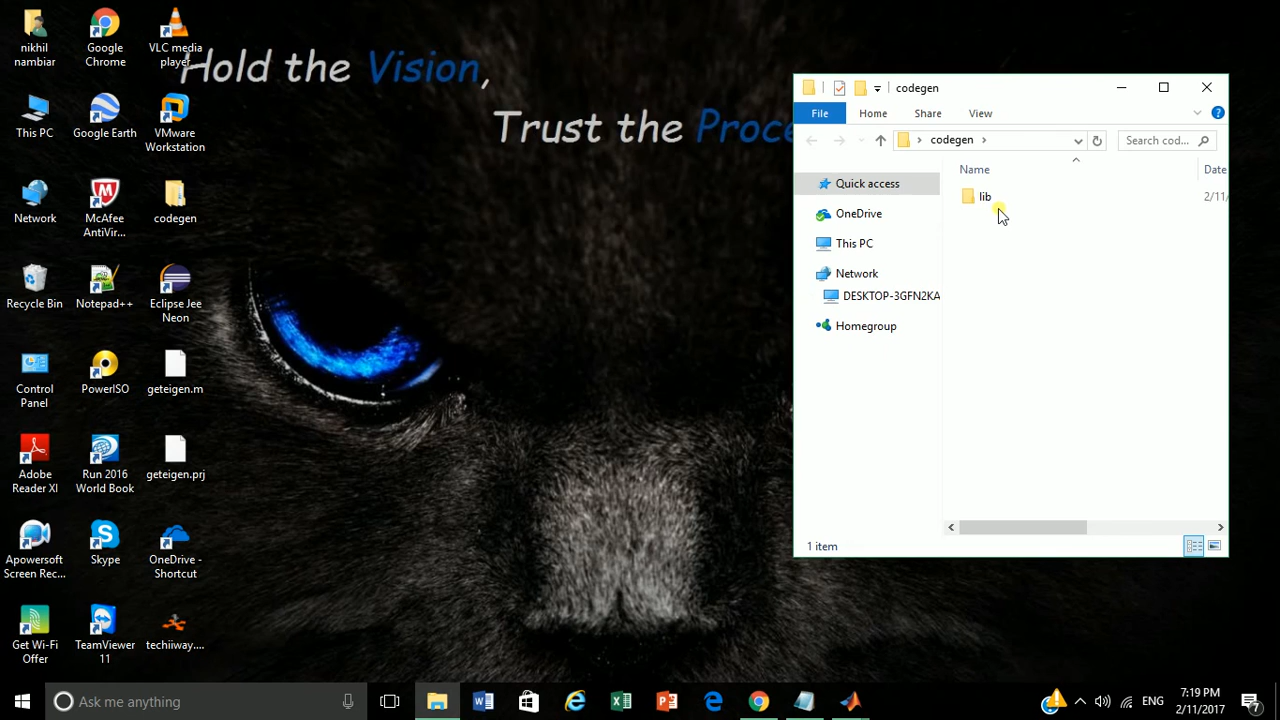 Hold the Vision,
Trust the Proce
nikhil nambiar
Google Chrome
VLC media player
This PC
Google Earth
VMware Workstation
Network
McAfee AntiVir...
codegen
Recycle Bin
Notepad++
Eclipse Jee Neon
Control Panel
PowerISO
geteigen.m
Adobe Reader XI
Run 2016 World Book
geteigen.prj
Apowersoft Screen Rec...
Skype
OneDrive - Shortcut
Get Wi-Fi Offer
TeamViewer 11
techiiway....
codegen
File Home Share View
codegen
Search cod...
Name Date
Quick access
lib 2/11/
OneDrive
This PC
Network
DESKTOP-3GFN2KA
Homegroup
1 item
Ask me anything
ENG
7:19 PM
2/11/2017
7